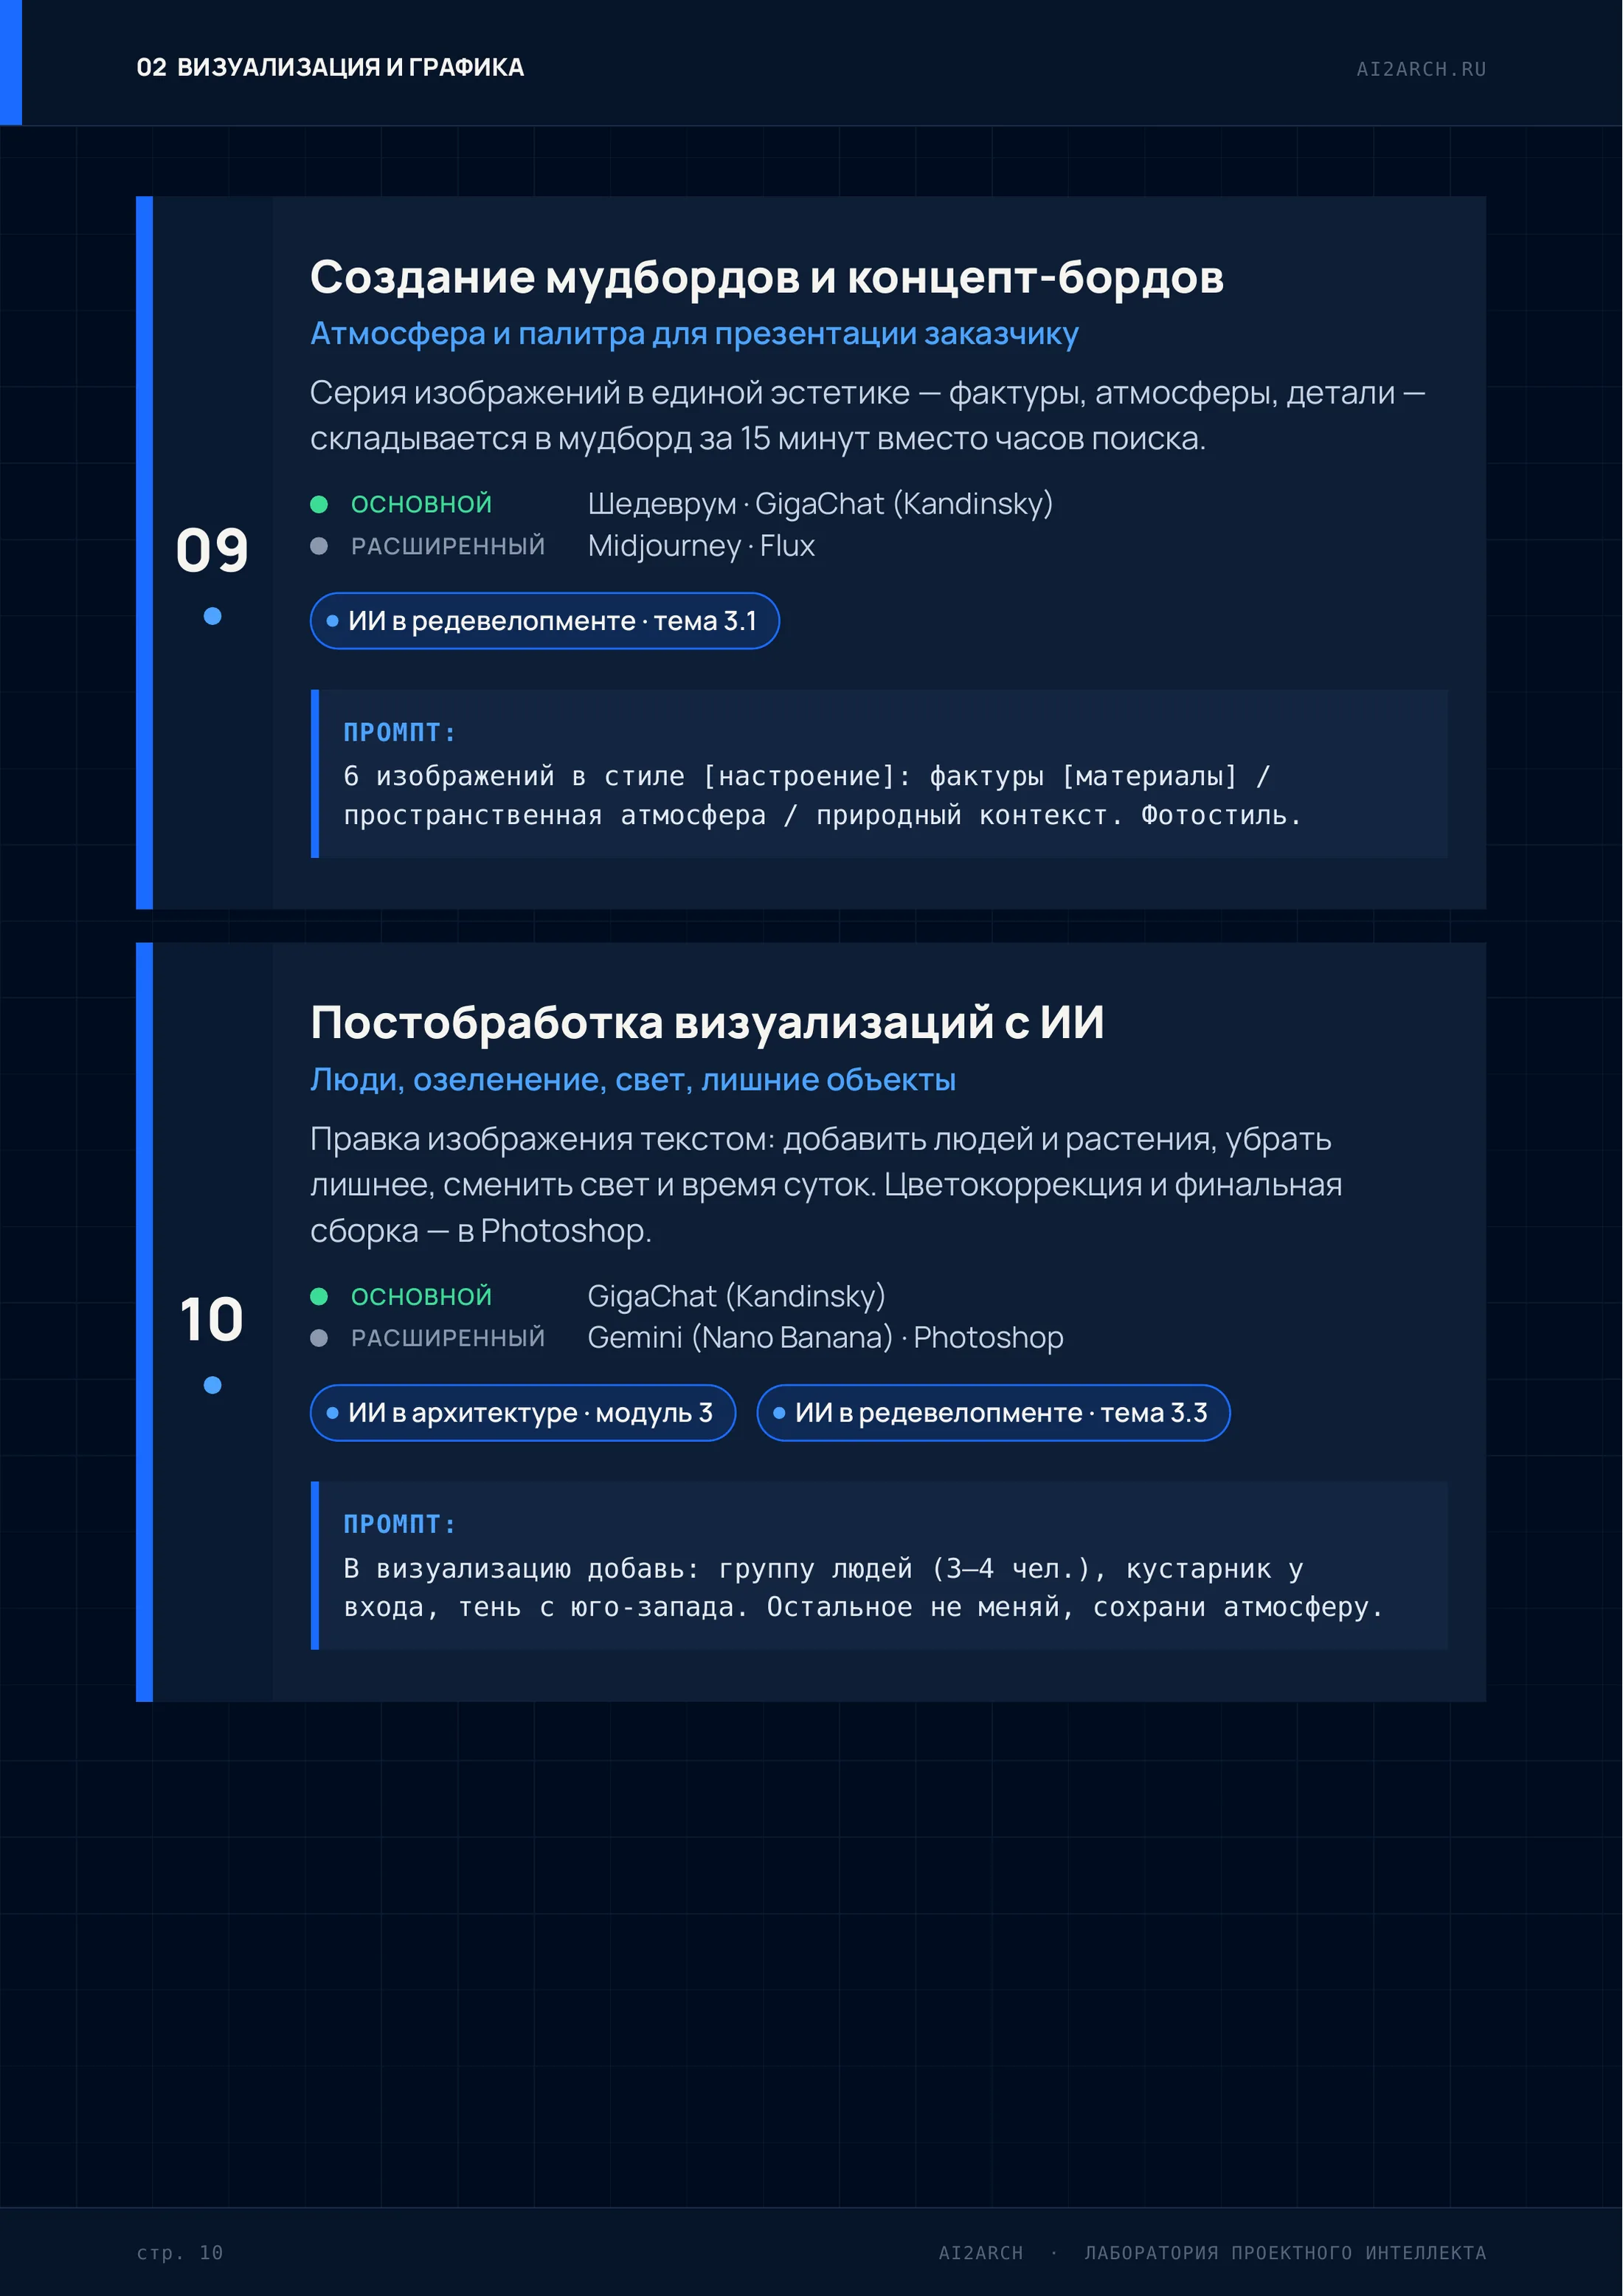 02 ВИЗУАЛИЗАЦИЯ И ГРАФИКА
AI2ARCH.RU
09
Создание мудбордов и концепт-бордов
Атмосфера и палитра для презентации заказчику
Серия изображений в единой эстетике — фактуры, атмосферы, детали —
складывается в мудборд за 15 минут вместо часов поиска.
ОСНОВНОЙ Шедеврум · GigaChat (Kandinsky)
РАСШИРЕННЫЙ Midjourney · Flux
ИИ в редевелопменте · тема 3.1
ПРОМПТ:
6 изображений в стиле [настроение]: фактуры [материалы] /
пространственная атмосфера / природный контекст. Фотостиль.
10
Постобработка визуализаций с ИИ
Люди, озеленение, свет, лишние объекты
Правка изображения текстом: добавить людей и растения, убрать
лишнее, сменить свет и время суток. Цветокоррекция и финальная
сборка — в Photoshop.
ОСНОВНОЙ GigaChat (Kandinsky)
РАСШИРЕННЫЙ Gemini (Nano Banana) · Photoshop
ИИ в архитектуре · модуль 3 ИИ в редевелопменте · тема 3.3
ПРОМПТ:
В визуализацию добавь: группу людей (3–4 чел.), кустарник у
входа, тень с юго-запада. Остальное не меняй, сохрани атмосферу.
стр. 10
AI2ARCH · ЛАБОРАТОРИЯ ПРОЕКТНОГО ИНТЕЛЛЕКТА